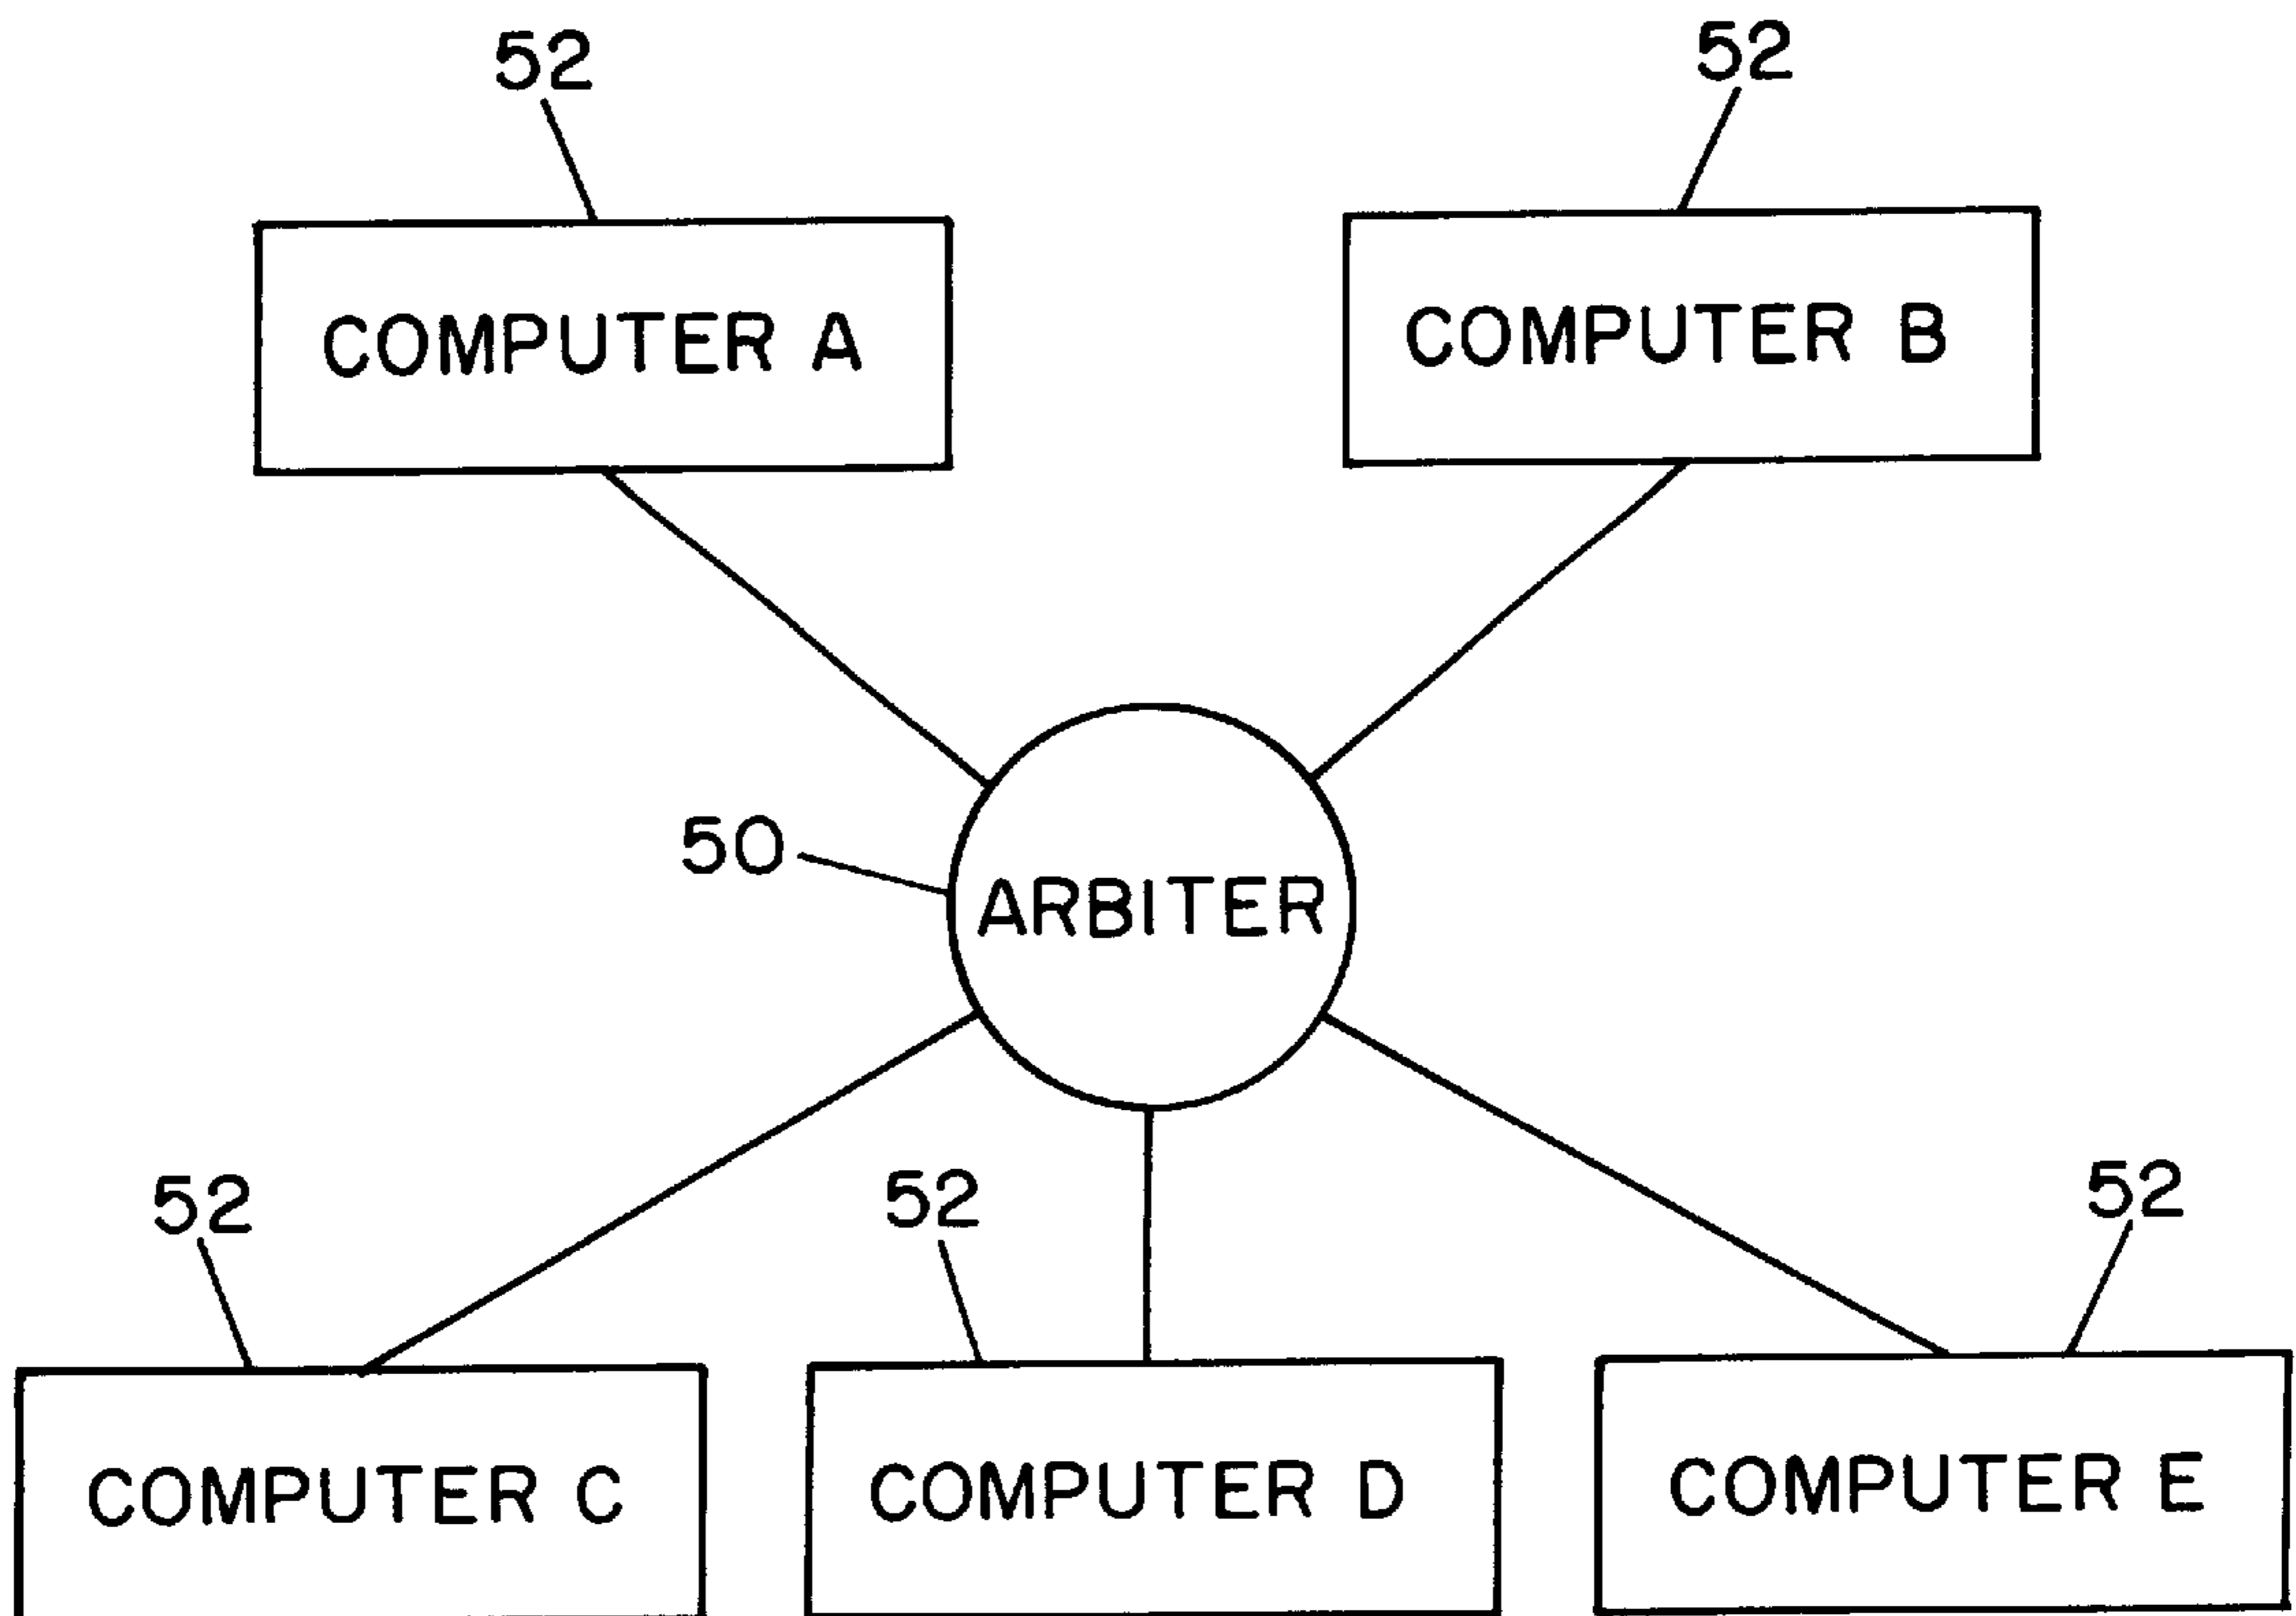 52
52
COMPUTER A
COMPUTER B
50
ARBITER
52
52
52
COMPUTER C
COMPUTER D
COMPUTER E